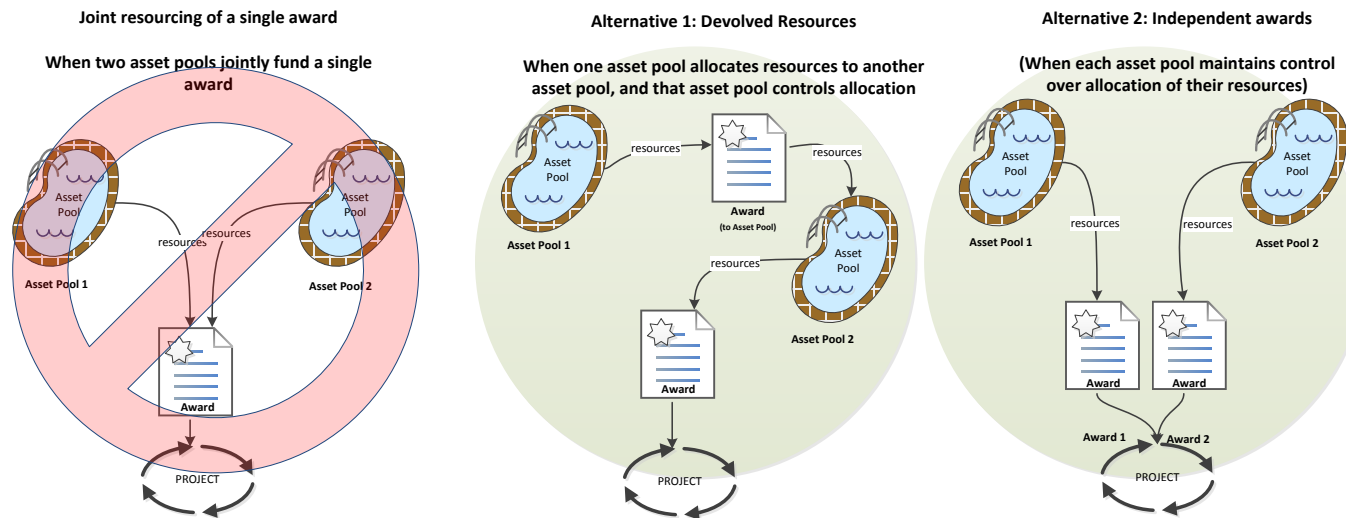 Joint resourcing of a single award
When two asset pools jointly fund a single
award
Asset
Pool
Asset
Pool
resources
resources
Asset Pool 1
Asset Pool 2
Award
PROJECT
Alternative 1: Devolved Resources
When one asset pool allocates resources to another
asset pool, and that asset pool controls allocation
Asset
Pool
resources
resources
Award
(to Asset Pool)
Asset Pool 1
Asset
Pool
resources
Asset Pool 2
Award
PROJECT
Alternative 2: Independent awards
(When each asset pool maintains control
over allocation of their resources)
Asset
Pool
Asset
Pool
resources
resources
Asset Pool 1
Asset Pool 2
Award
Award
Award 1
Award 2
PROJECT